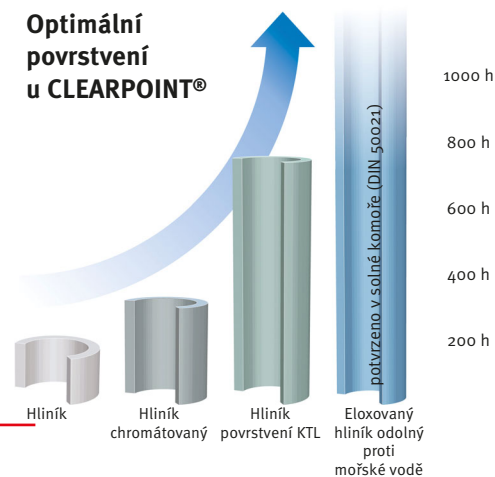 Optimální
povrstvení
u CLEARPOINT®
1000 h
800 h
600 h
400 h
200 h
potvrzeno v solné komoře (DIN 50021)
Hliník
Hliník
chromátovaný
Hliník
povrstvení KTL
Eloxovaný
hliník odolný
proti
mořské vodě